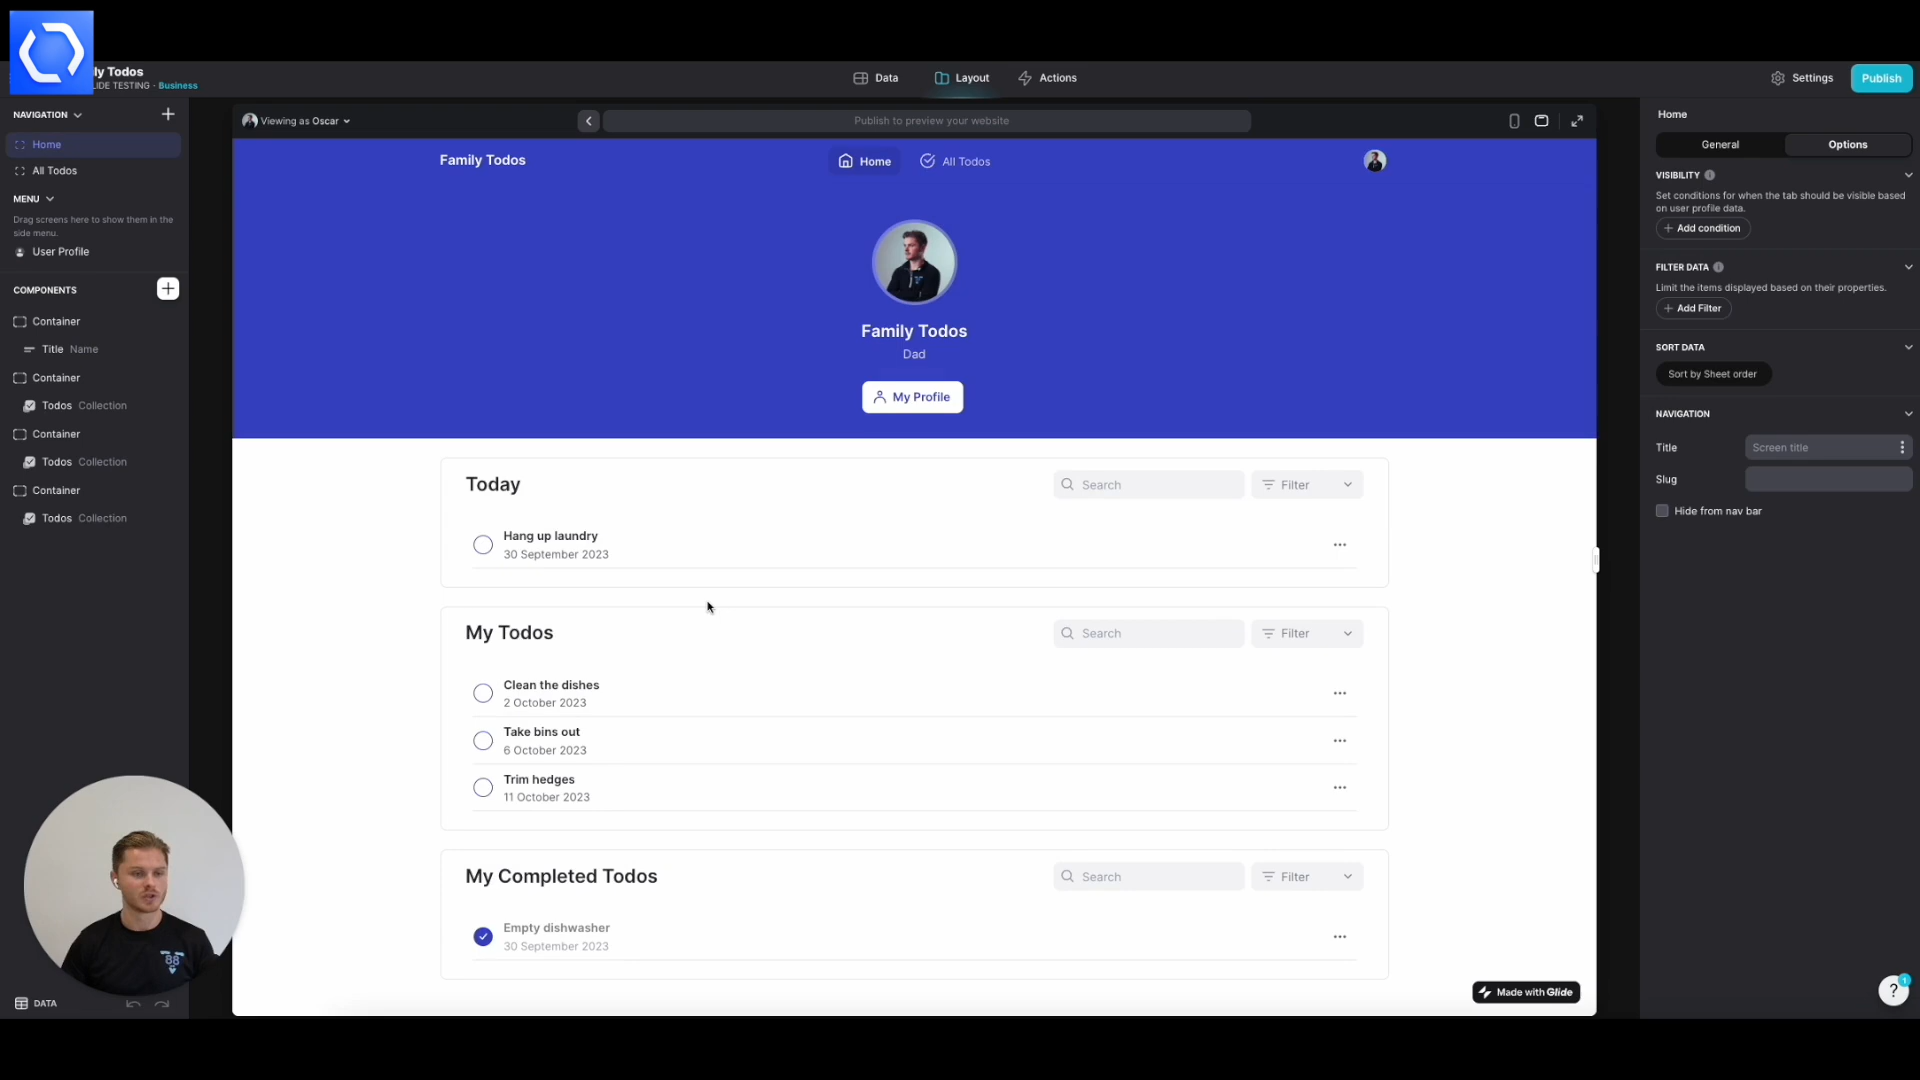 ly Todos
LIDE TESTING · Business
Data
Layout
Actions
Settings
Publish
NAVIGATION
Home
All Todos
MENU
Drag screens here to show them in the
side menu.
User Profile
COMPONENTS
Container
Title Name
Container
Todos Collection
Container
Todos Collection
Container
Todos Collection
DATA
Viewing as Oscar
Publish to preview your website
Family Todos
Home
All Todos
Family Todos
Dad
My Profile
Today
Search
Filter
Hang up laundry
30 September 2023
My Todos
Search
Filter
Clean the dishes
2 October 2023
Take bins out
6 October 2023
Trim hedges
11 October 2023
My Completed Todos
Search
Filter
Empty dishwasher
30 September 2023
Made with Glide
Home
General
Options
VISIBILITY
Set conditions for when the tab should be visible based
on user profile data.
+ Add condition
FILTER DATA
Limit the items displayed based on their properties.
+ Add Filter
SORT DATA
Sort by Sheet order
NAVIGATION
Title
Screen title
Slug
Hide from nav bar
88
?
1